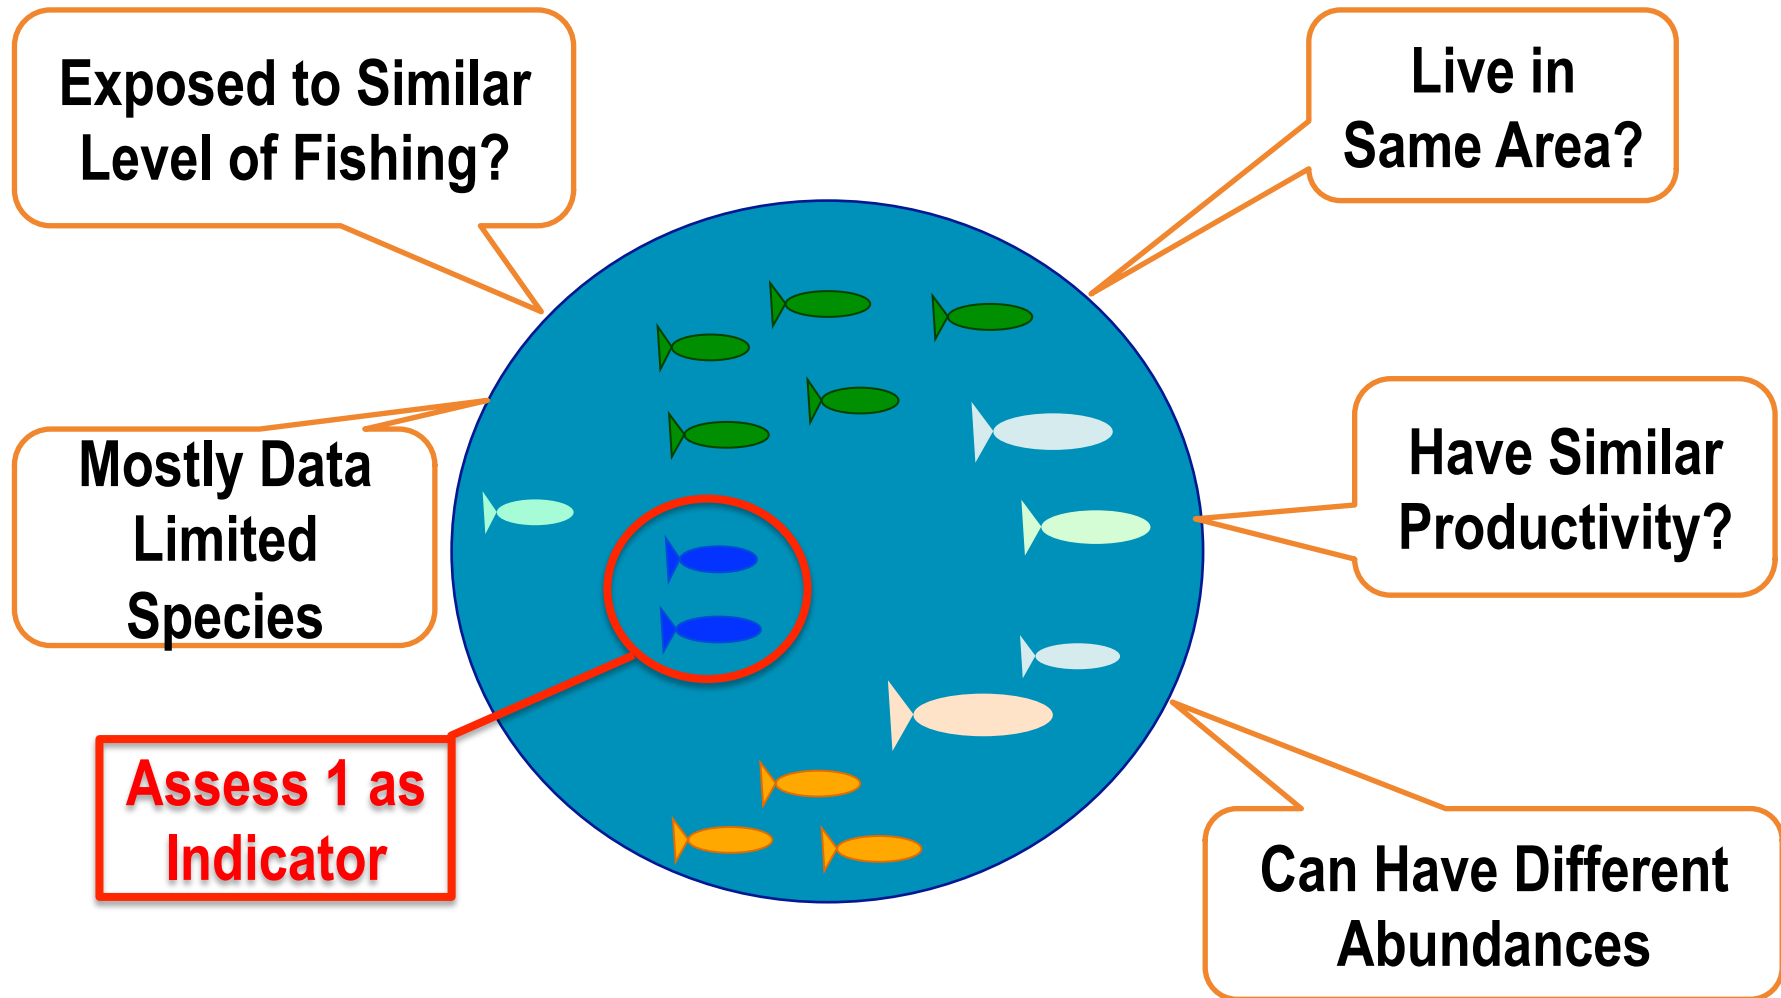 Exposed to Similar
Level of Fishing?
Live in
Same Area?
Mostly Data
Limited
Species
Have Similar
Productivity?
Assess 1 as
Indicator
Can Have Different
Abundances